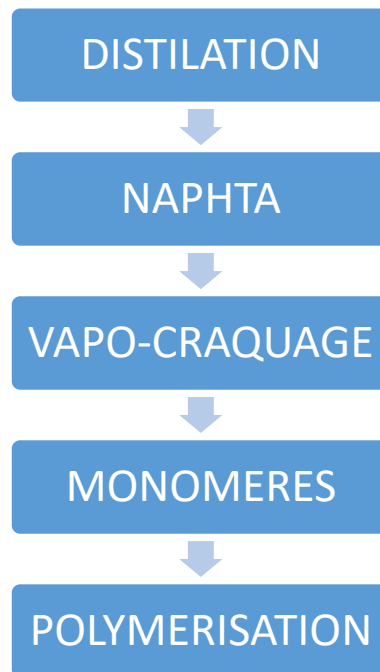 DISTILATION
NAPHTA
VAPO-CRAQUAGE
MONOMERES
POLYMERISATION